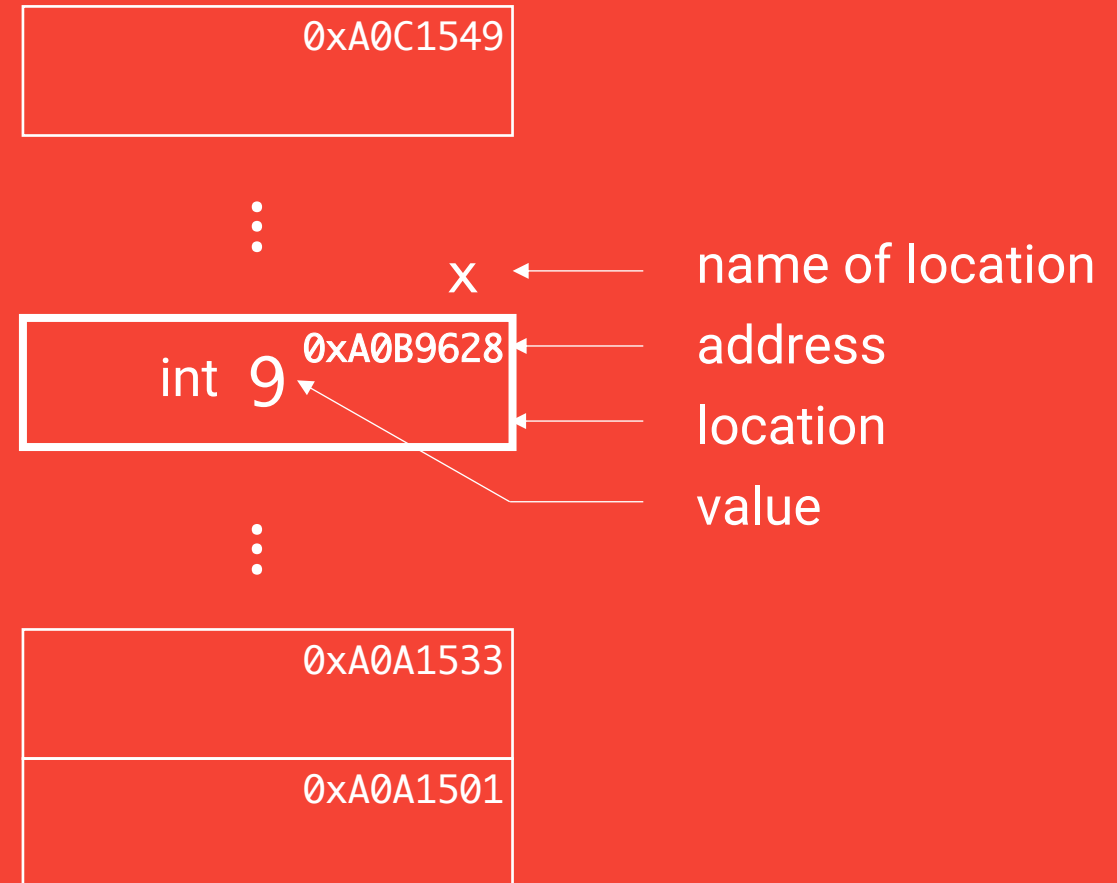 0xA0C1549
x
name of location
0xA0B9628
address
int 9
location
value
0xA0A1533
0xA0A1501